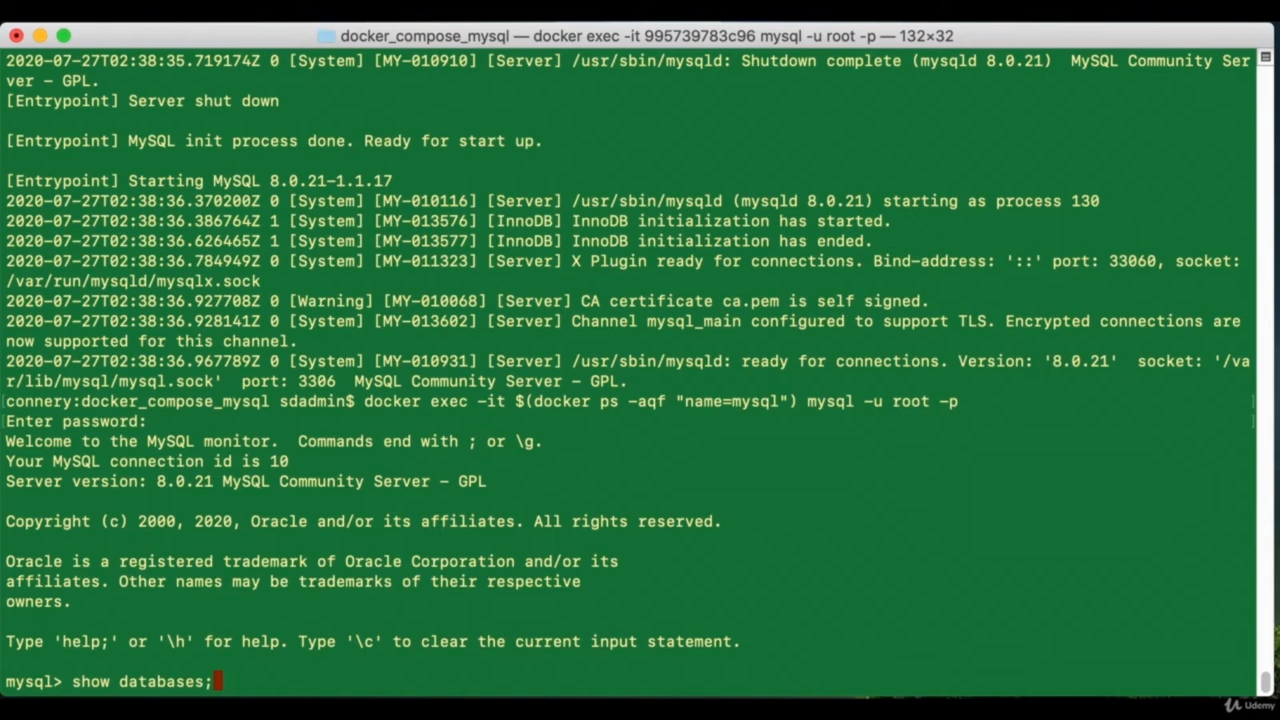 docker_compose_mysql — docker exec -it 995739783c96 mysql -u root -p — 132×32
2020-07-27T02:38:35.719174Z 0 [System] [MY-010910] [Server] /usr/sbin/mysqld: Shutdown complete (mysqld 8.0.21)  MySQL Community Ser
ver - GPL.
[Entrypoint] Server shut down
[Entrypoint] MySQL init process done. Ready for start up.
[Entrypoint] Starting MySQL 8.0.21-1.1.17
2020-07-27T02:38:36.370200Z 0 [System] [MY-010116] [Server] /usr/sbin/mysqld (mysqld 8.0.21) starting as process 130
2020-07-27T02:38:36.386764Z 1 [System] [MY-013576] [InnoDB] InnoDB initialization has started.
2020-07-27T02:38:36.626465Z 1 [System] [MY-013577] [InnoDB] InnoDB initialization has ended.
2020-07-27T02:38:36.784949Z 0 [System] [MY-011323] [Server] X Plugin ready for connections. Bind-address: '::' port: 33060, socket:
/var/run/mysqld/mysqlx.sock
2020-07-27T02:38:36.927708Z 0 [Warning] [MY-010068] [Server] CA certificate ca.pem is self signed.
2020-07-27T02:38:36.928141Z 0 [System] [MY-013602] [Server] Channel mysql_main configured to support TLS. Encrypted connections are
now supported for this channel.
2020-07-27T02:38:36.967789Z 0 [System] [MY-010931] [Server] /usr/sbin/mysqld: ready for connections. Version: '8.0.21'  socket: '/va
r/lib/mysql/mysql.sock'  port: 3306  MySQL Community Server - GPL.
[connery:docker_compose_mysql sdadmin$ docker exec -it $(docker ps -aqf "name=mysql") mysql -u root -p ]
[Enter password: ]
Welcome to the MySQL monitor.  Commands end with ; or \g.
Your MySQL connection id is 10
Server version: 8.0.21 MySQL Community Server - GPL
Copyright (c) 2000, 2020, Oracle and/or its affiliates. All rights reserved.
Oracle is a registered trademark of Oracle Corporation and/or its
affiliates. Other names may be trademarks of their respective
owners.
Type 'help;' or '\h' for help. Type '\c' to clear the current input statement.
mysql> show databases;
Udemy